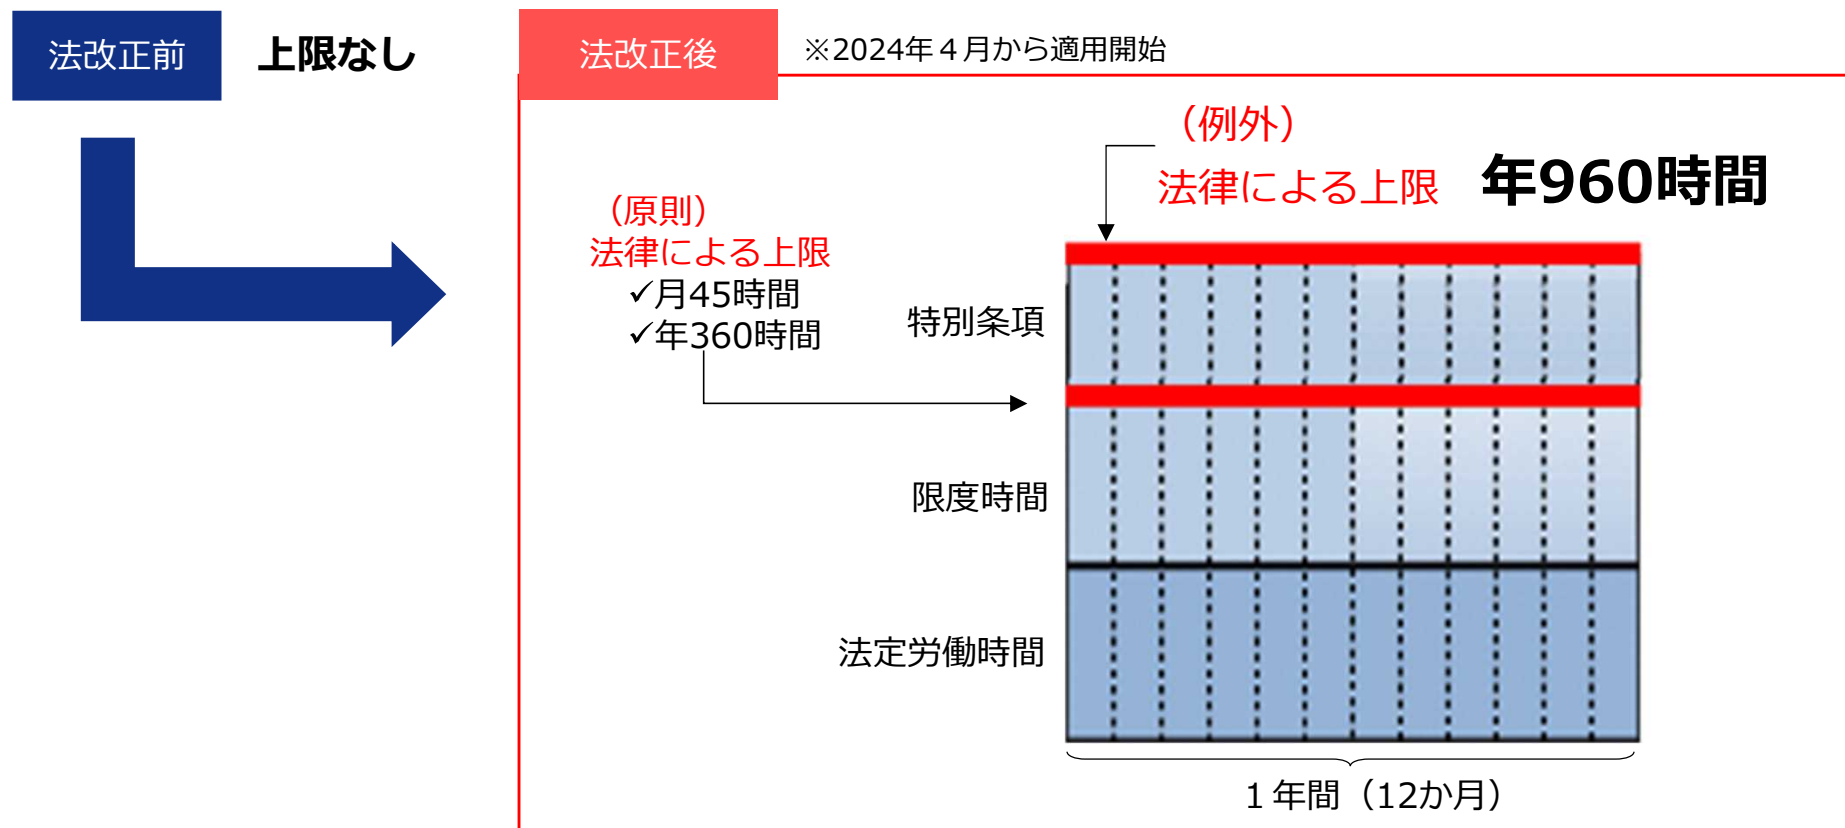 法改正前
上限なし
法改正後
※2024年４月から適用開始
（例外）
法律による上限 年960時間
（原則）
法律による上限
✓月45時間
✓年360時間
特別条項
限度時間
法定労働時間
１年間（12か月）